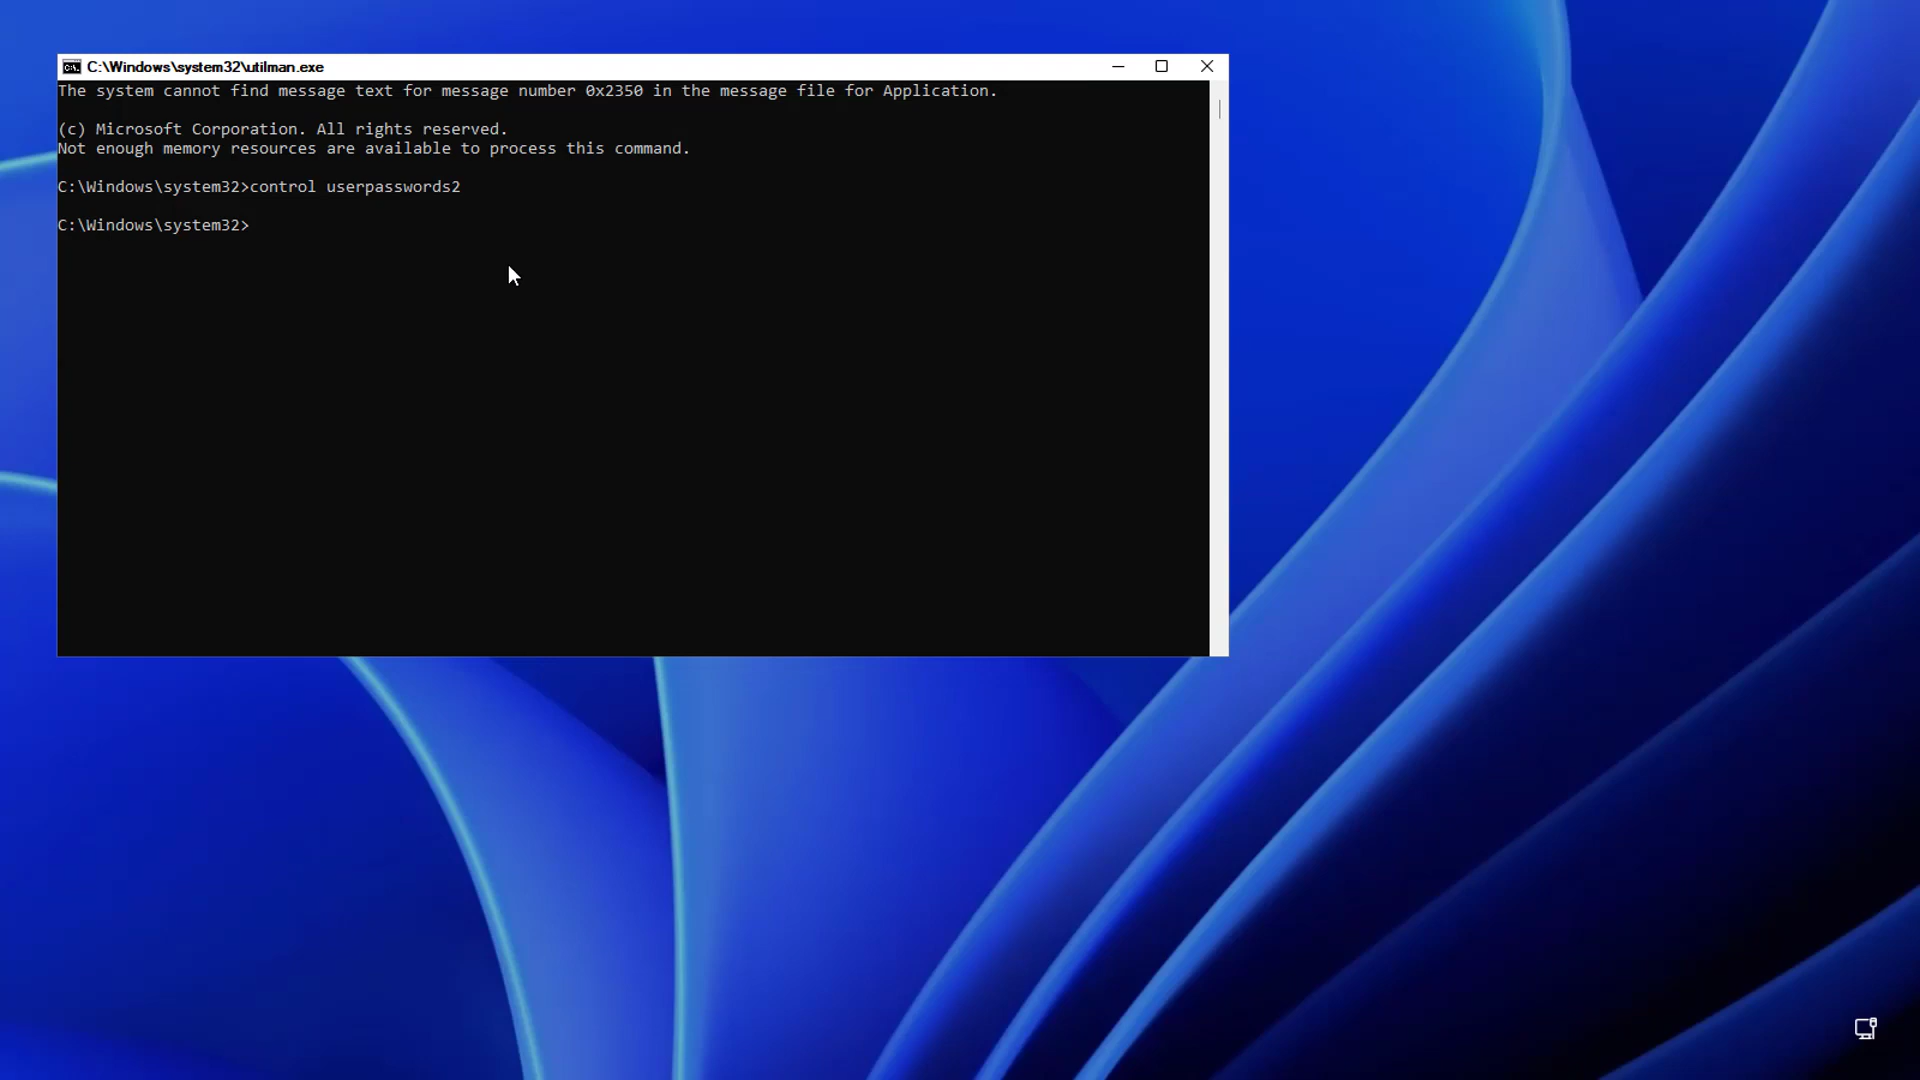 C:\Windows\system32\utilman.exe
The system cannot find message text for message number 0x2350 in the message file for Application.
(c) Microsoft Corporation. All rights reserved.
Not enough memory resources are available to process this command.
C:\Windows\system32>control userpasswords2
C:\Windows\system32>